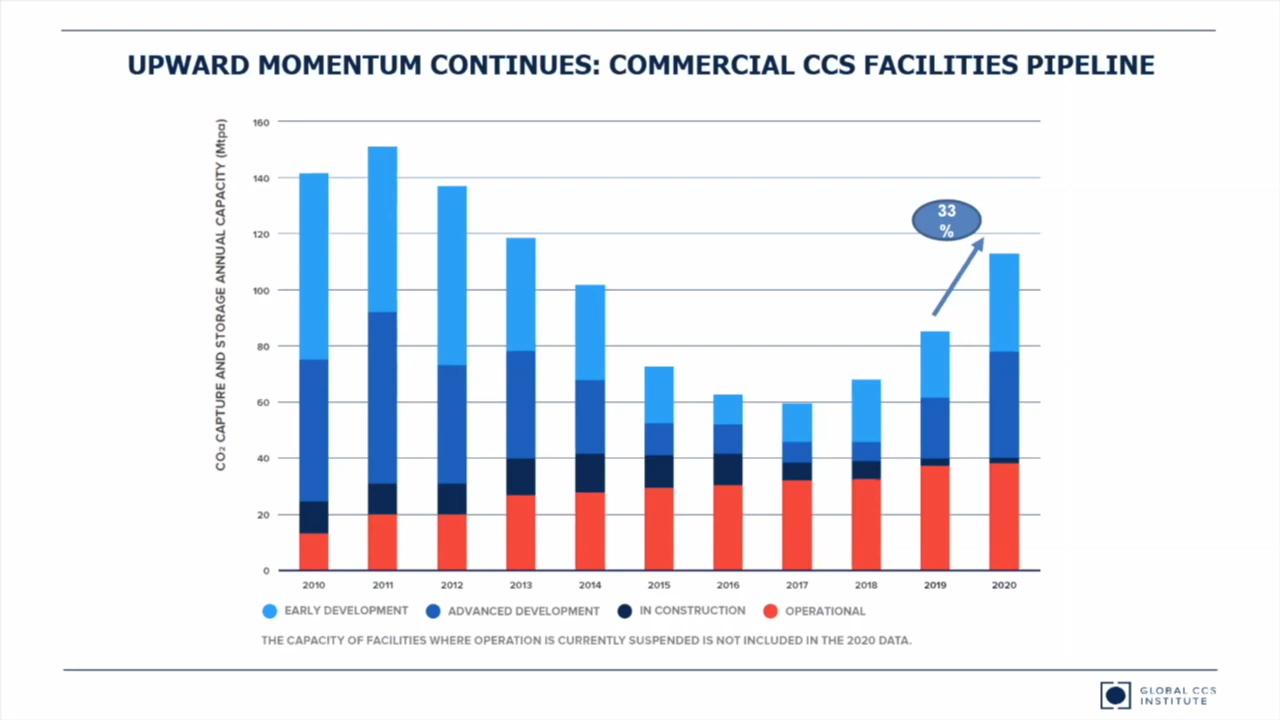 UPWARD MOMENTUM CONTINUES: COMMERCIAL CCS FACILITIES PIPELINE
CO₂ CAPTURE AND STORAGE ANNUAL CAPACITY (Mtpa)
160
140
120
100
80
60
40
20
0
33
%
2010 2011 2012 2013 2014 2015 2016 2017 2018 2019 2020
EARLY DEVELOPMENT ADVANCED DEVELOPMENT IN CONSTRUCTION OPERATIONAL
THE CAPACITY OF FACILITIES WHERE OPERATION IS CURRENTLY SUSPENDED IS NOT INCLUDED IN THE 2020 DATA.
GLOBAL CCS
INSTITUTE